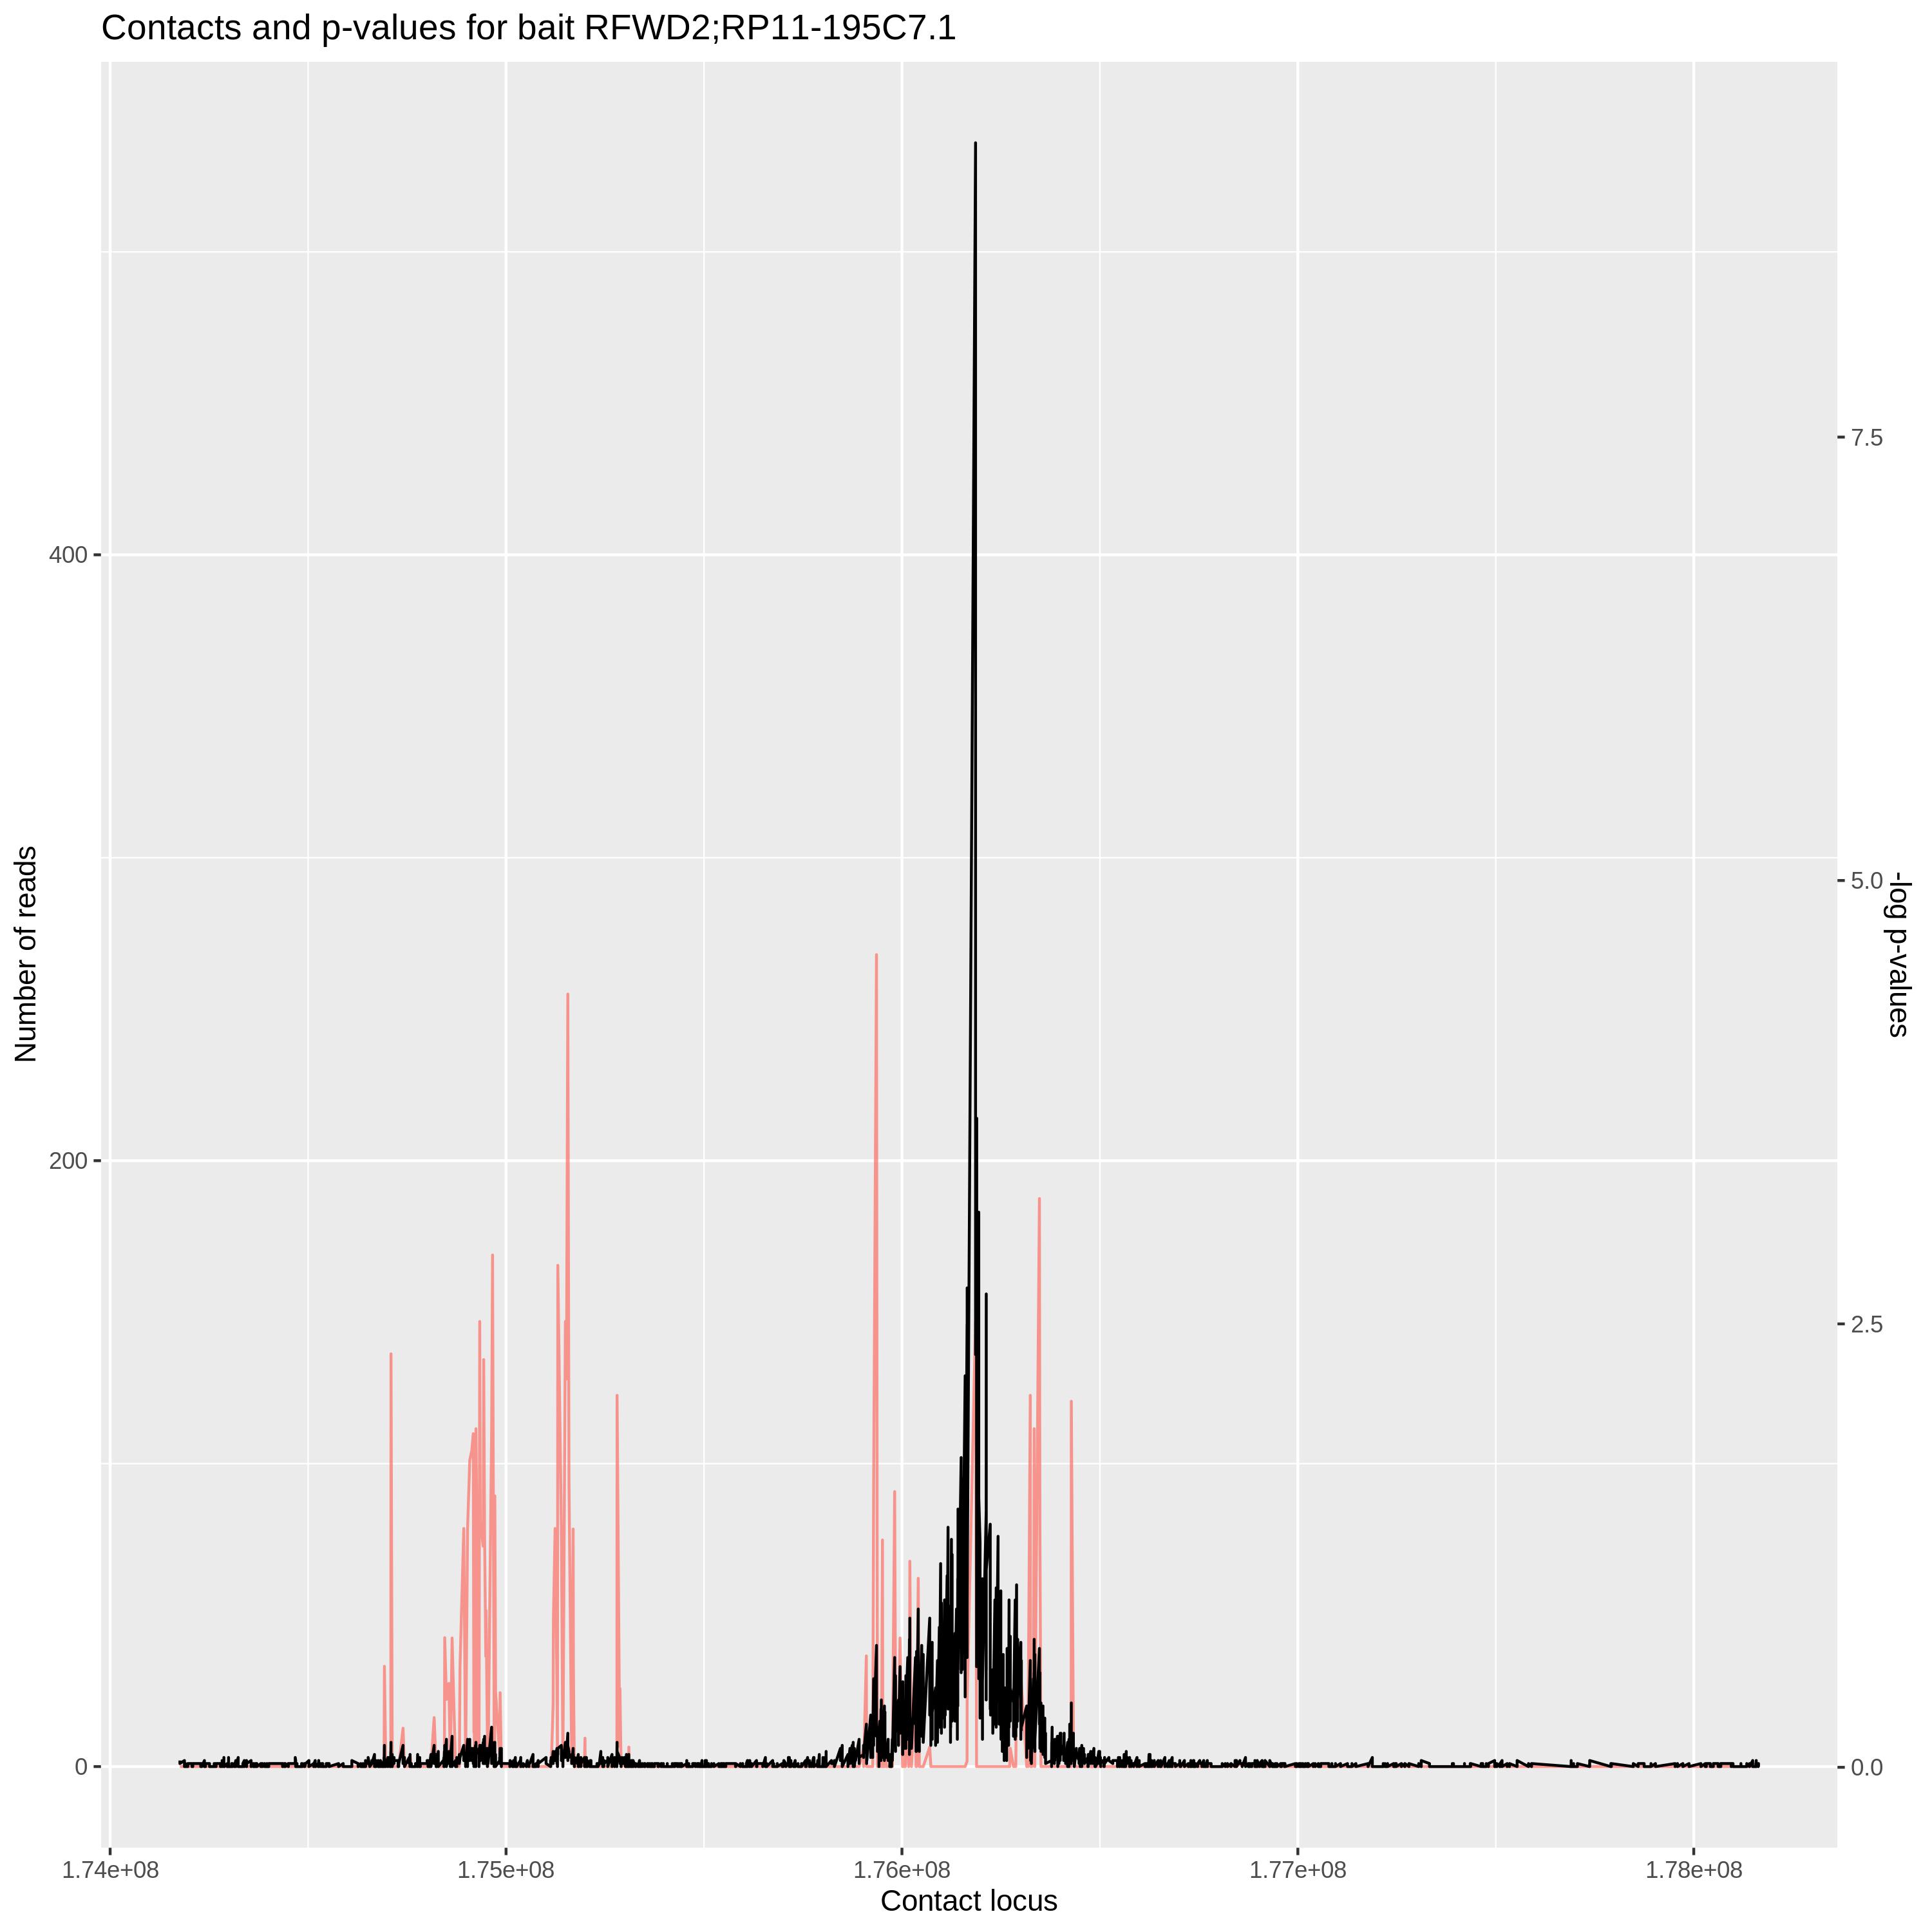 Contacts and p-values for bait RFWD2;RP11-195C7.1
Number of reads
400
200
0
7.5
5.0
2.5
0.0
-log p-values
1.74e+08
1.75e+08
1.76e+08
1.77e+08
1.78e+08
Contact locus